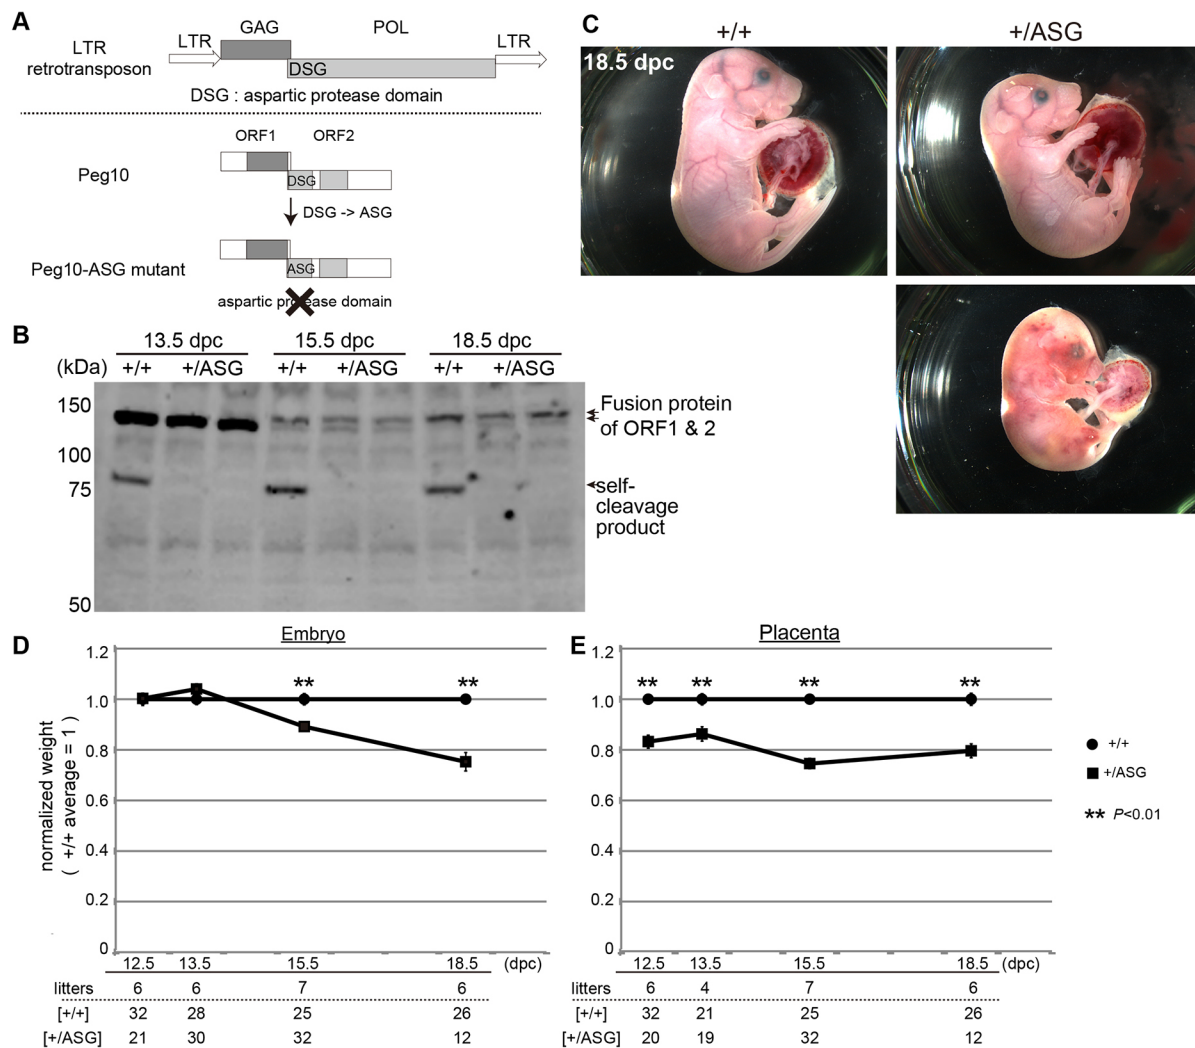 A
GAG
POL
LTR
retrotransposon
LTR
LTR
DSG
DSG : aspartic protease domain
ORF1
ORF2
Peg10
DSG
DSG -> ASG
Peg10-ASG mutant
ASG
aspartic protease domain
B
13.5 dpc
15.5 dpc
18.5 dpc
(kDa)
+/+
+/ASG
+/+
+/ASG
+/+
+/ASG
150
100
75
50
Fusion protein
of ORF1 & 2
self-
cleavage
product
C
+/+
+/ASG
18.5 dpc
D
Embryo
normalized weight
( +/+ average = 1 )
1.2
1.0
0.8
0.6
0.4
0.2
0
** **
12.5 13.5 15.5 18.5 (dpc)
litters 6 6 7 6
[+/+] 32 28 25 26
[+/ASG] 21 30 32 12
E
Placenta
1.2
1.0
0.8
0.6
0.4
0.2
0
** ** ** **
12.5 13.5 15.5 18.5 (dpc)
litters 6 4 7 6
[+/+] 32 21 25 26
[+/ASG] 20 19 32 12
+/+
+/ASG
** P<0.01